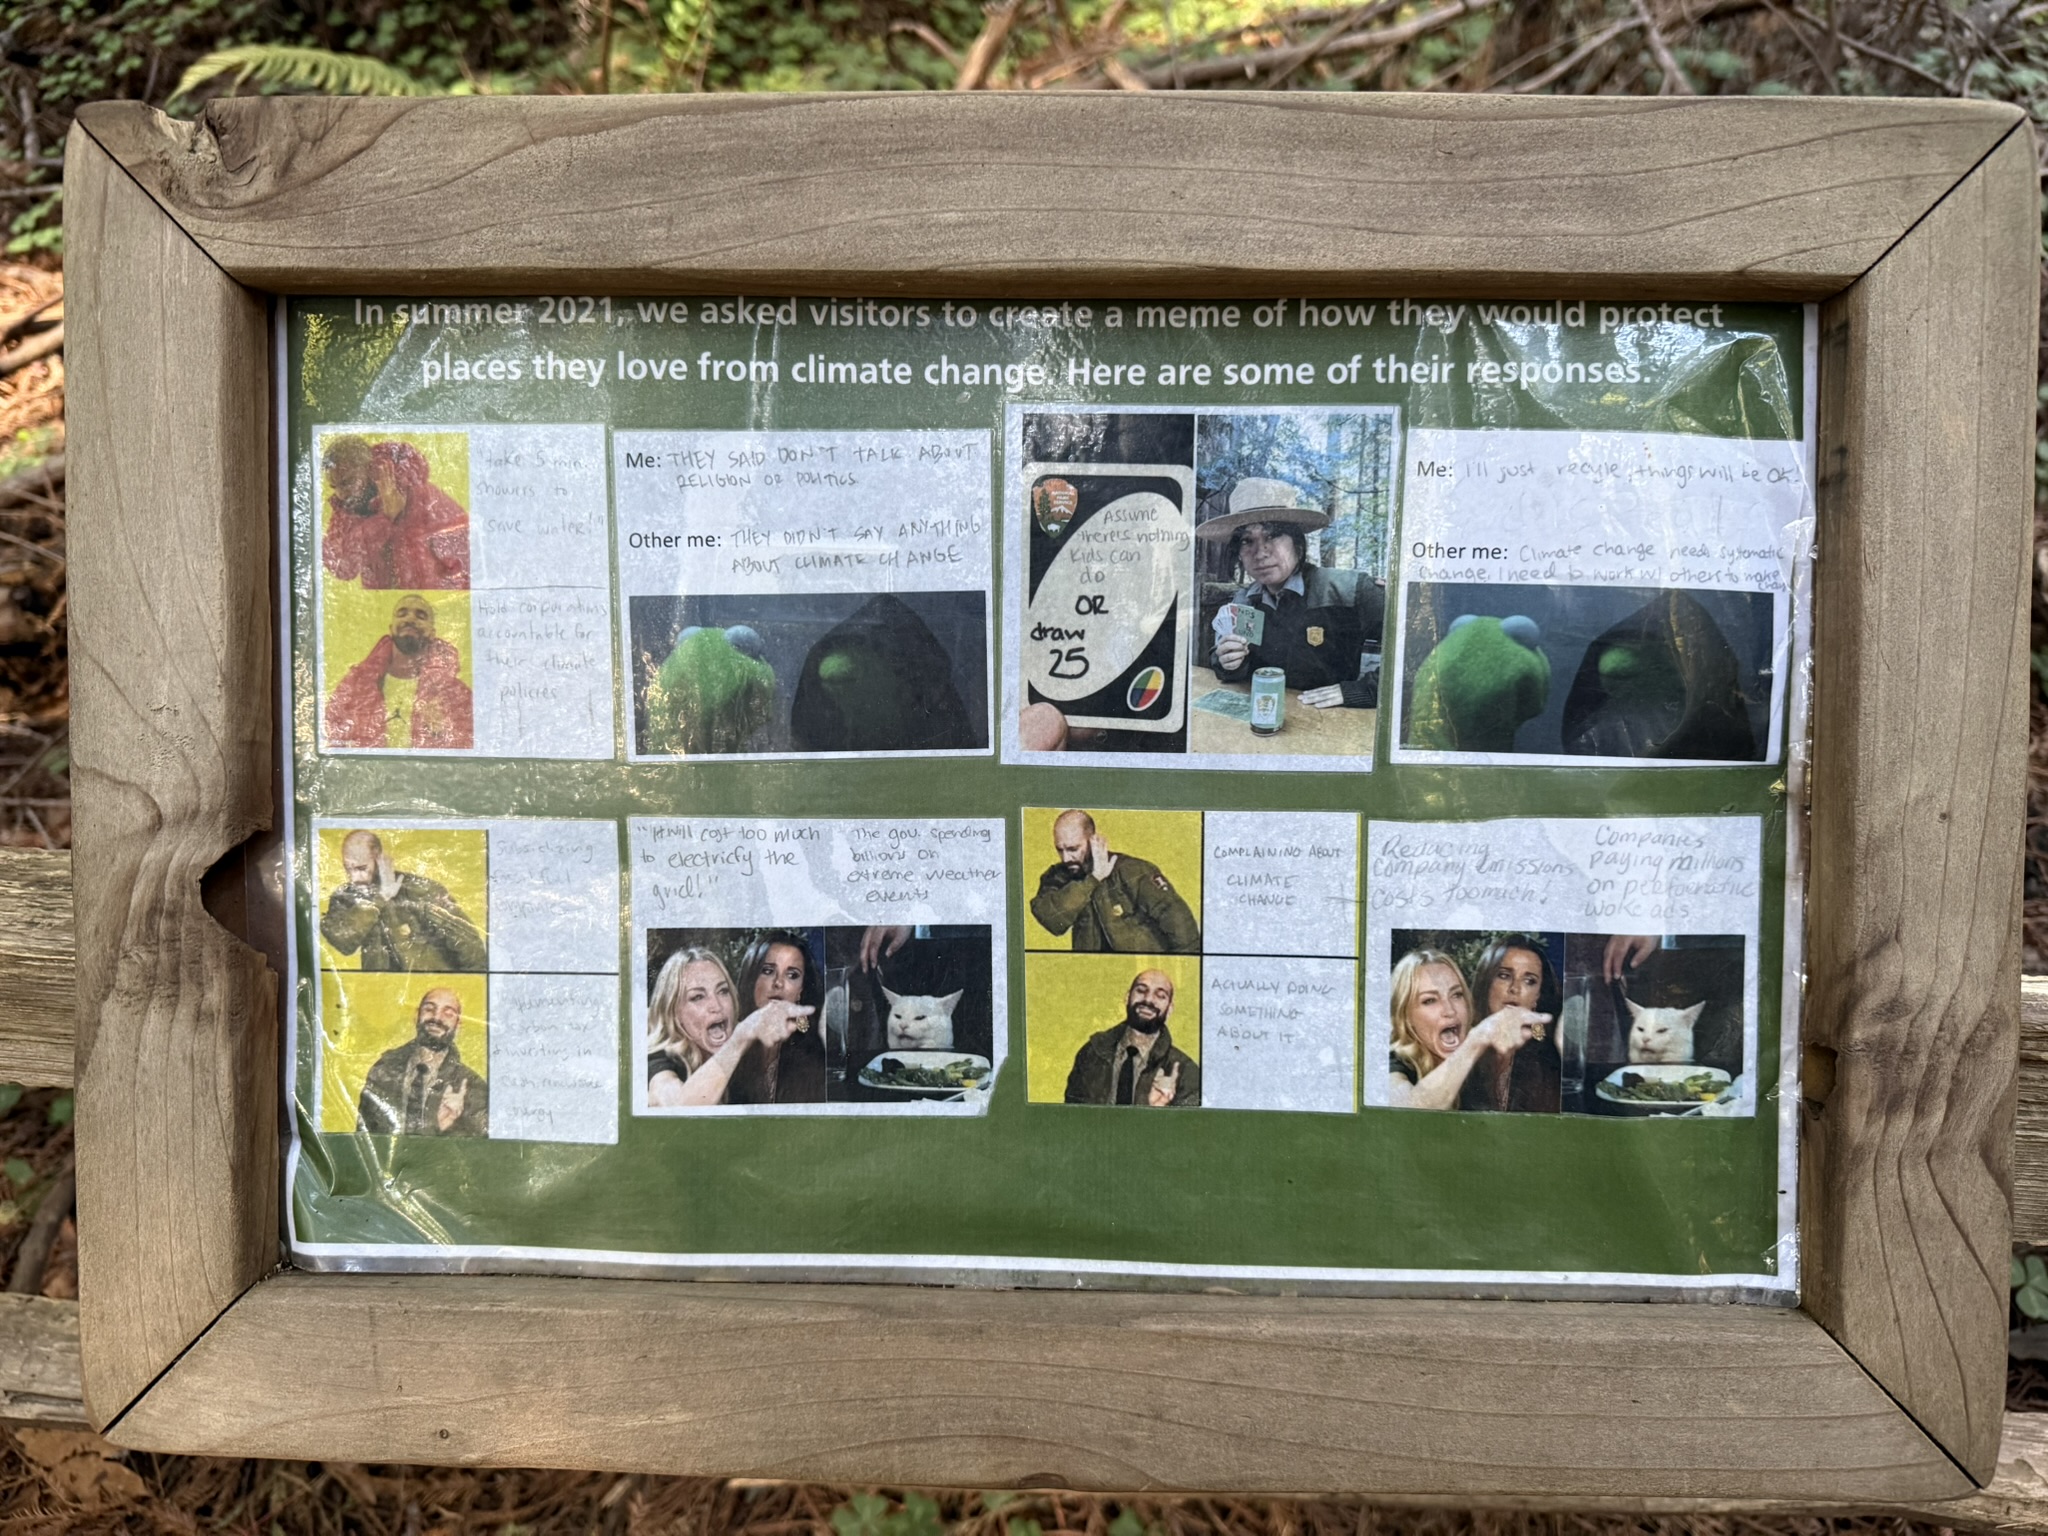 In summer 2021, we asked visitors to create a meme of how they would protect
places they love from climate change. Here are some of their responses.
"take 5 min.
showers to
save water!"
Hold corporations
accountable for
their climate
policies
Me: THEY SAID DON'T TALK ABOUT
RELIGION OR POLITICS
Other me: THEY DIDN'T SAY ANYTHING
ABOUT CLIMATE CHANGE
NATIONAL
PARK
SERVICE
Assume
there's nothing
kids can
do
OR
draw
25
Me: I'll just recycle, things will be OK!
Other me: Climate change needs systematic
change, I need to work w/ others to make
Subsidizing
fossil fuel
companies
Implementing
carbon tax
+ investing in
renewable
energy
"It will cost too much
to electricfy the
grid!"
The gov. spending
billions on
extreme weather
events
COMPLAINING ABOUT
CLIMATE
CHANGE
ACTUALLY DOING
SOMETHING
ABOUT IT
Reducing
Company emissions
costs too much!
Companies
paying millions
on performative
woke ads